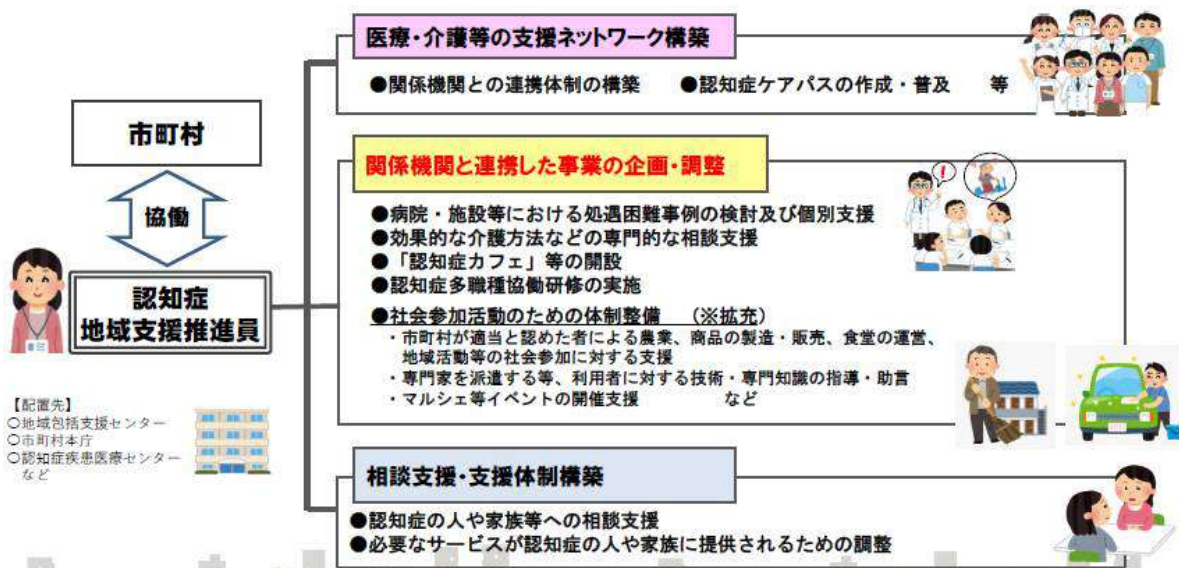 市町村
協働
認知症
地域支援推進員
【配置先】
〇地域包括支援センター
〇市町村本庁
〇認知症疾患医療センター
など
医療・介護等の支援ネットワーク構築
●関係機関との連携体制の構築　●認知症ケアパスの作成・普及　等
関係機関と連携した事業の企画・調整
●病院・施設等における処遇困難事例の検討及び個別支援
●効果的な介護方法などの専門的な相談支援
●「認知症カフェ」等の開設
●認知症多職種協働研修の実施
●社会参加活動のための体制整備　（※拡充）
・市町村が適当と認めた者による農業、商品の製造・販売、食堂の運営、
地域活動等の社会参加に対する支援
・専門家を派遣する等、利用者に対する技術・専門知識の指導・助言
・マルシェ等イベントの開催支援　など
!
相談支援・支援体制構築
●認知症の人や家族等への相談支援
●必要なサービスが認知症の人や家族に提供されるための調整